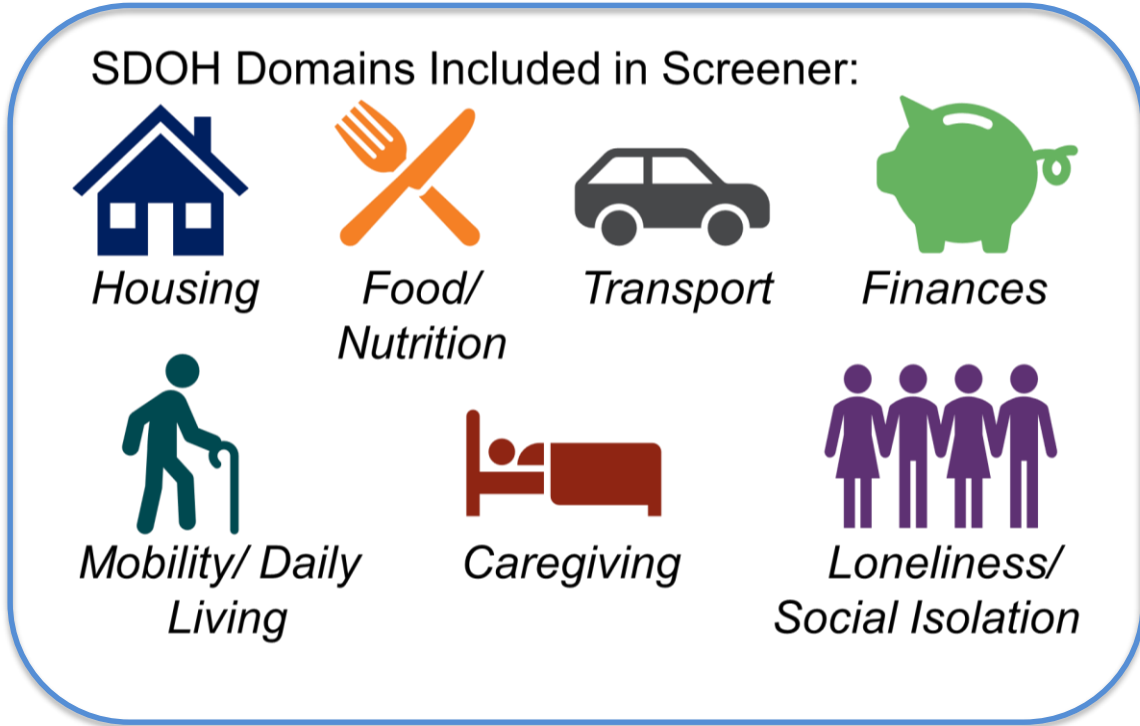 SDOH Domains Included in Screener:
Housing
Food/
Nutrition
Transport
Finances
Mobility/ Daily
Living
Caregiving
Loneliness/
Social Isolation